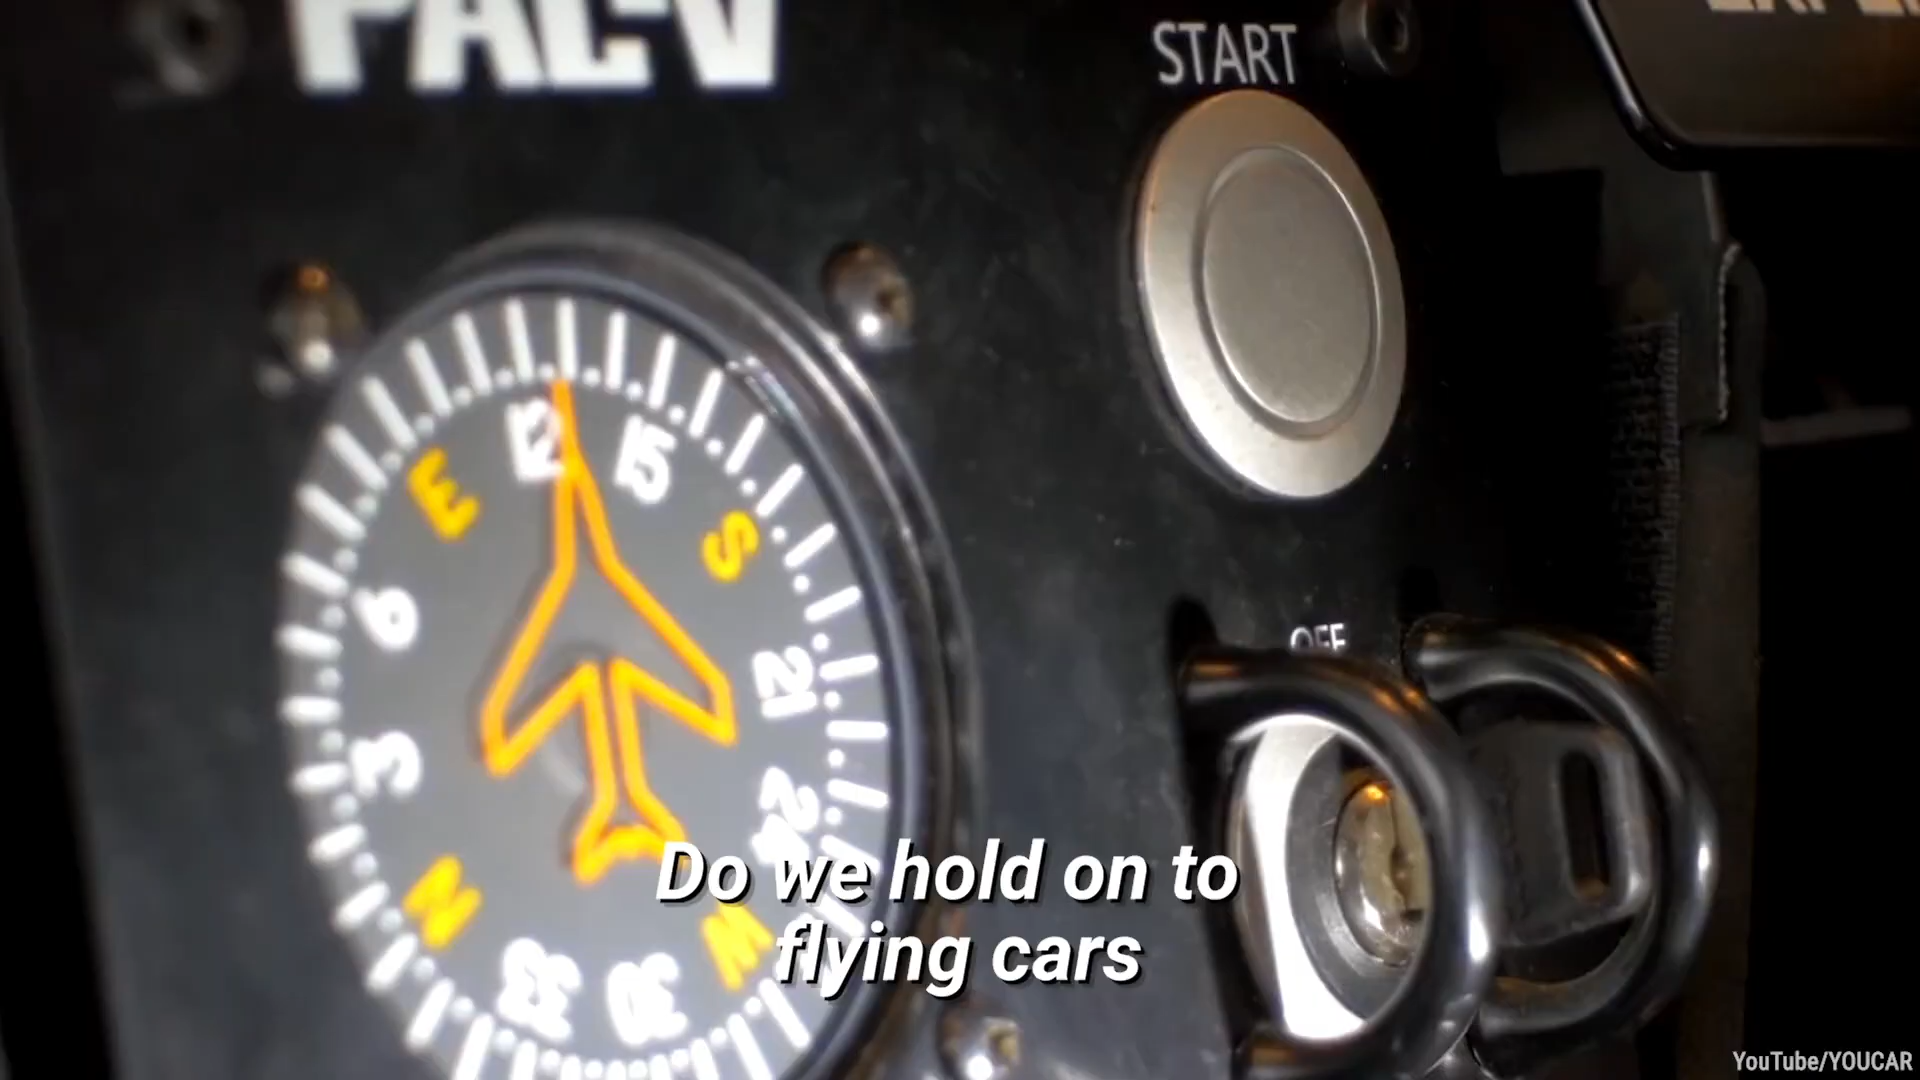 PAL-V
START
OFF
12
15
E
S
6
21
3
24
N
W
33
30
Do we hold on to
flying cars
YouTube/YOUCAR